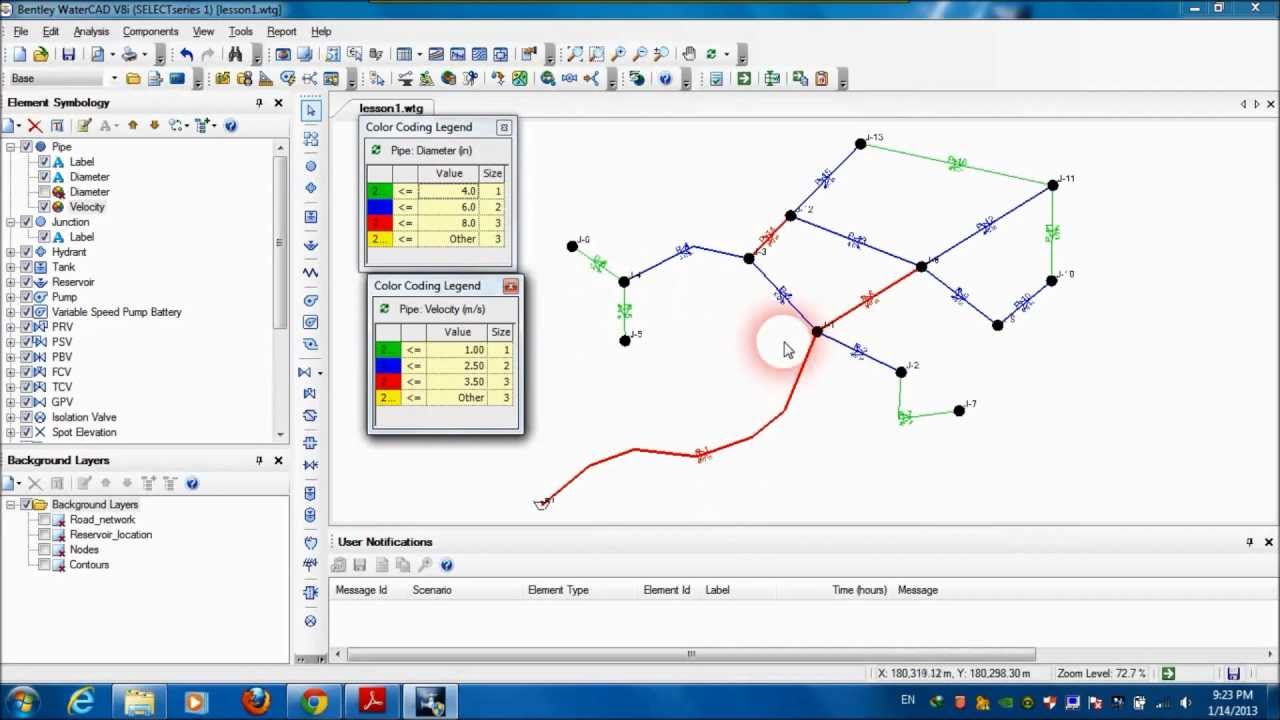 Bentley WaterCAD V8i (SELECTseries 1) [lesson1.wtg]
File Edit Analysis Components View Tools Report Help
Base
Element Symbology
Pipe
Label
Diameter
Diameter
Velocity
Junction
Label
Hydrant
Tank
Reservoir
Pump
Variable Speed Pump Battery
PRV
PSV
PBV
FCV
TCV
GPV
Isolation Valve
Spot Elevation
Background Layers
Background Layers
Road_network
Reservoir_location
Nodes
Contours
lesson1.wtg
Color Coding Legend
Pipe: Diameter (in)
Value Size
2... <= 4.0 1
<= 6.0 2
2... <= 8.0 3
2... <= Other 3
Color Coding Legend
Pipe: Velocity (m/s)
Value Size
2... <= 1.00 1
<= 2.50 2
2... <= 3.50 3
2... <= Other 3
J-13
J-11
J-12
J-6
J-3
J-4
J-10
J-5
J-1
J-2
J-7
User Notifications
Message Id Scenario Element Type Element Id Label Time (hours) Message
X: 180,319.12 m, Y: 180,298.30 m Zoom Level: 72.7 %
EN
9:23 PM
1/14/2013